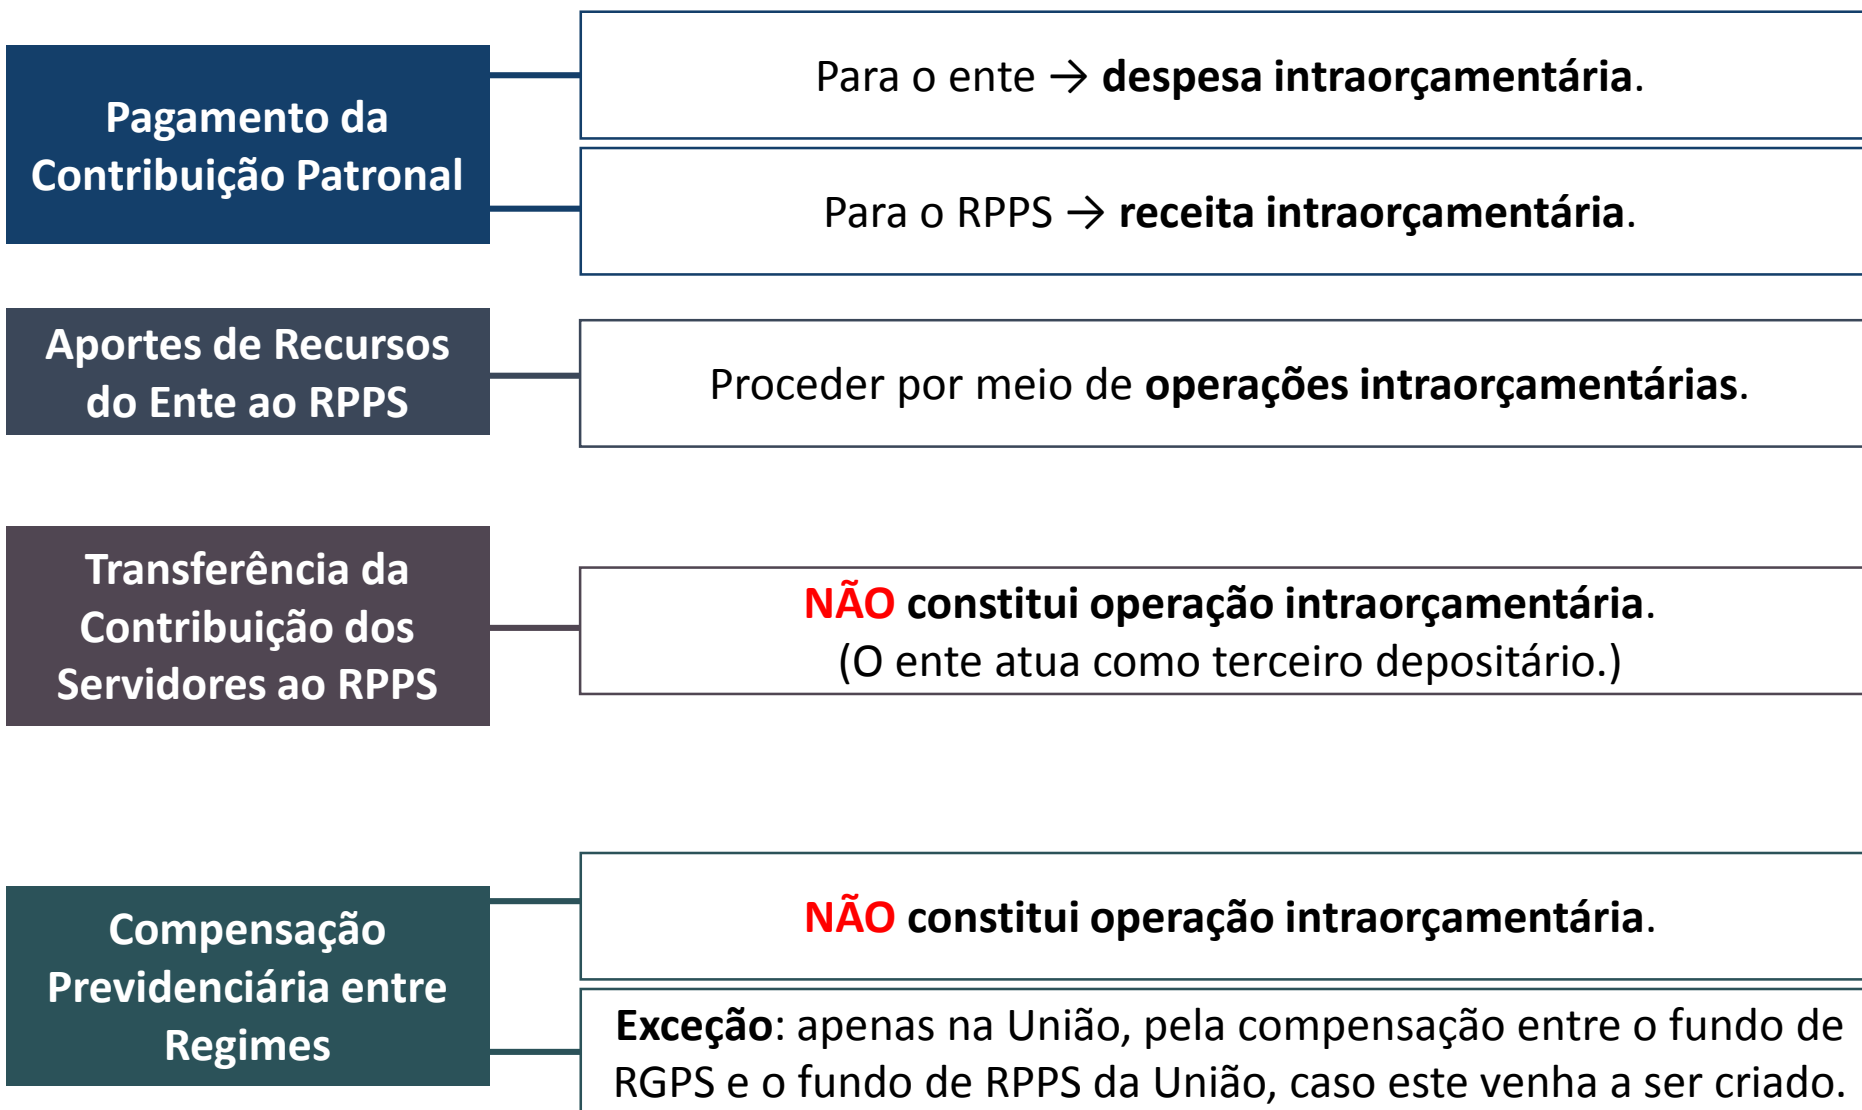 Pagamento da
Contribuição Patronal
Para o ente → despesa intraorçamentária.
Para o RPPS → receita intraorçamentária.
Aportes de Recursos
do Ente ao RPPS
Proceder por meio de operações intraorçamentárias.
Transferência da
Contribuição dos
Servidores ao RPPS
NÃO constitui operação intraorçamentária.
(O ente atua como terceiro depositário.)
Compensação
Previdenciária entre
Regimes
NÃO constitui operação intraorçamentária.
Exceção: apenas na União, pela compensação entre o fundo de
RGPS e o fundo de RPPS da União, caso este venha a ser criado.